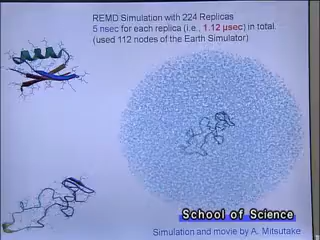 REMD Simulation with 224 Replicas
5 nsec for each replica (i.e., 1.12 μsec) in total.
(used 112 nodes of the Earth Simulator)
School of Science
Simulation and movie by A. Mitsutake